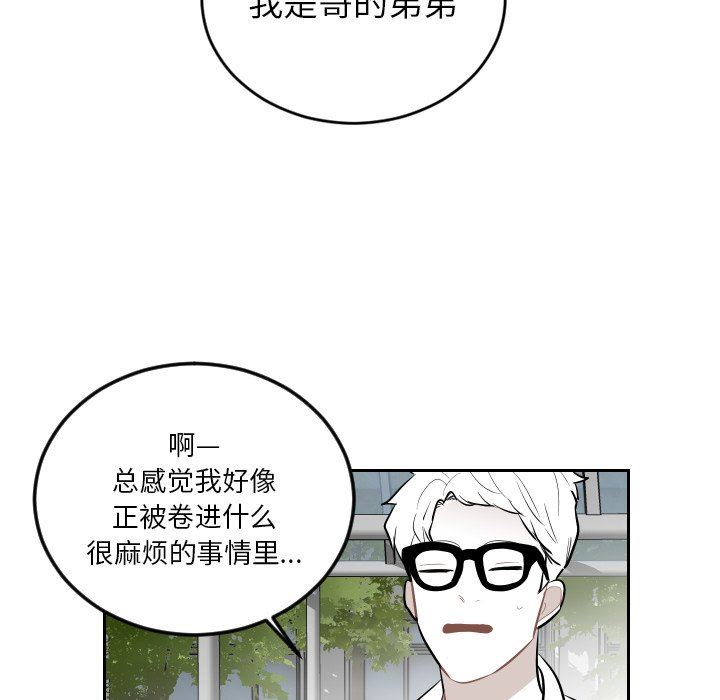 我是哥的弟弟
啊—
总感觉我好像
正被卷进什么
很麻烦的事情里...